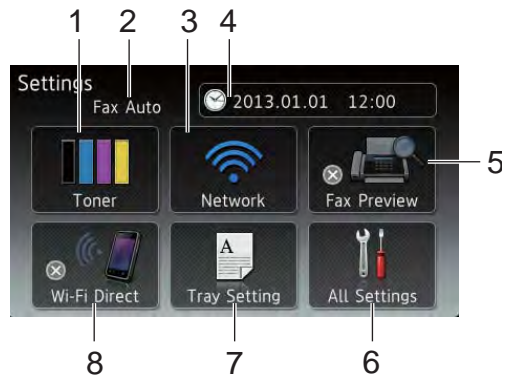 1 2 3 4
Settings
Fax Auto
2013.01.01 12:00
Toner Network Fax Preview
5
A
Wi-Fi Direct Tray Setting All Settings
8 7 6